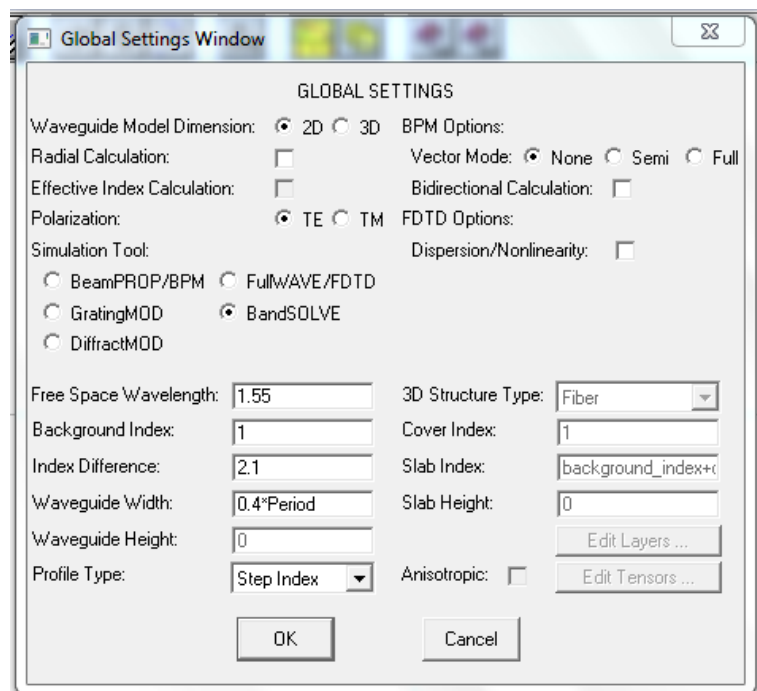 Global Settings Window
GLOBAL SETTINGS
Waveguide Model Dimension: 2D 3D BPM Options:
Radial Calculation: Vector Mode: None Semi Full
Effective Index Calculation: Bidirectional Calculation:
Polarization: TE TM FDTD Options:
Simulation Tool: Dispersion/Nonlinearity:
BeamPROP/BPM FullWAVE/FDTD
GratingMOD BandSOLVE
DiffractMOD
Free Space Wavelength: 1.55 3D Structure Type: Fiber
Background Index: 1 Cover Index: 1
Index Difference: 2.1 Slab Index: background_index+
Waveguide Width: 0.4*Period Slab Height: 0
Waveguide Height: 0 Edit Layers ...
Profile Type: Step Index Anisotropic: Edit Tensors ...
OK Cancel